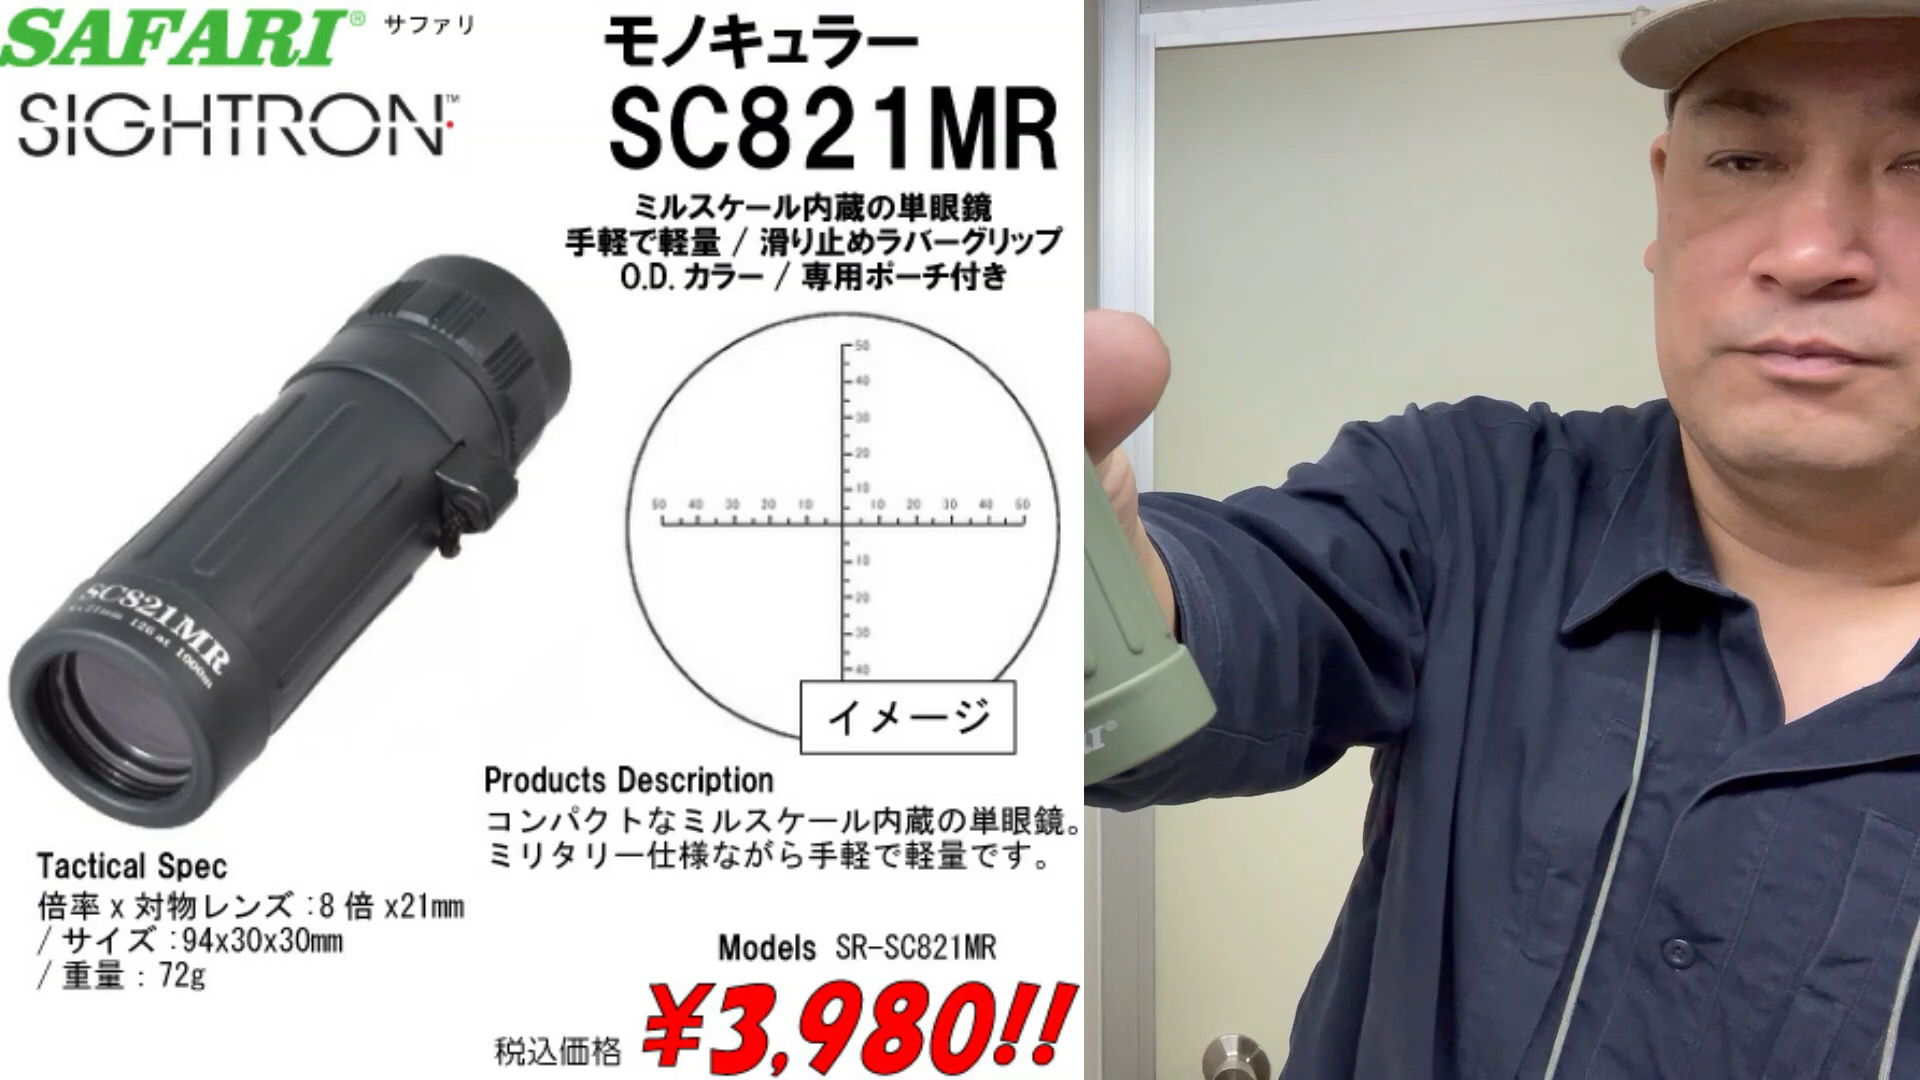 SAFARI® サファリ
SIGHTRON™
モノキュラー
SC821MR
ミルスケール内蔵の単眼鏡
手軽で軽量 / 滑り止めラバーグリップ
O.D. カラー / 専用ポーチ付き
50
40
30
20
10
50 40 30 20 10 10 20 30 40 50
10
20
30
40
イメージ
SC821MR
126 at 1000m
Products Description
コンパクトなミルスケール内蔵の単眼鏡。
ミリタリー仕様ながら手軽で軽量です。
Tactical Spec
倍率 x 対物レンズ :8 倍 x21mm
/ サイズ :94x30x30mm
/ 重量 : 72g
Models SR-SC821MR
税込価格 ¥3,980!!